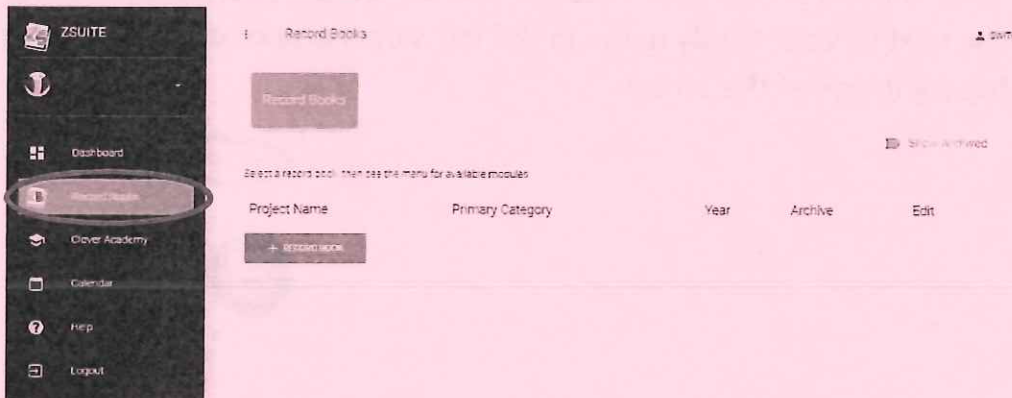 ZSUITE
Record Books
Record Books
Dashboard
Show Archived
Record Books
Select a record book then see the menu for available modules
Project Name Primary Category Year Archive Edit
+ RECORD BOOK
Clover Academy
Calendar
Help
Logout